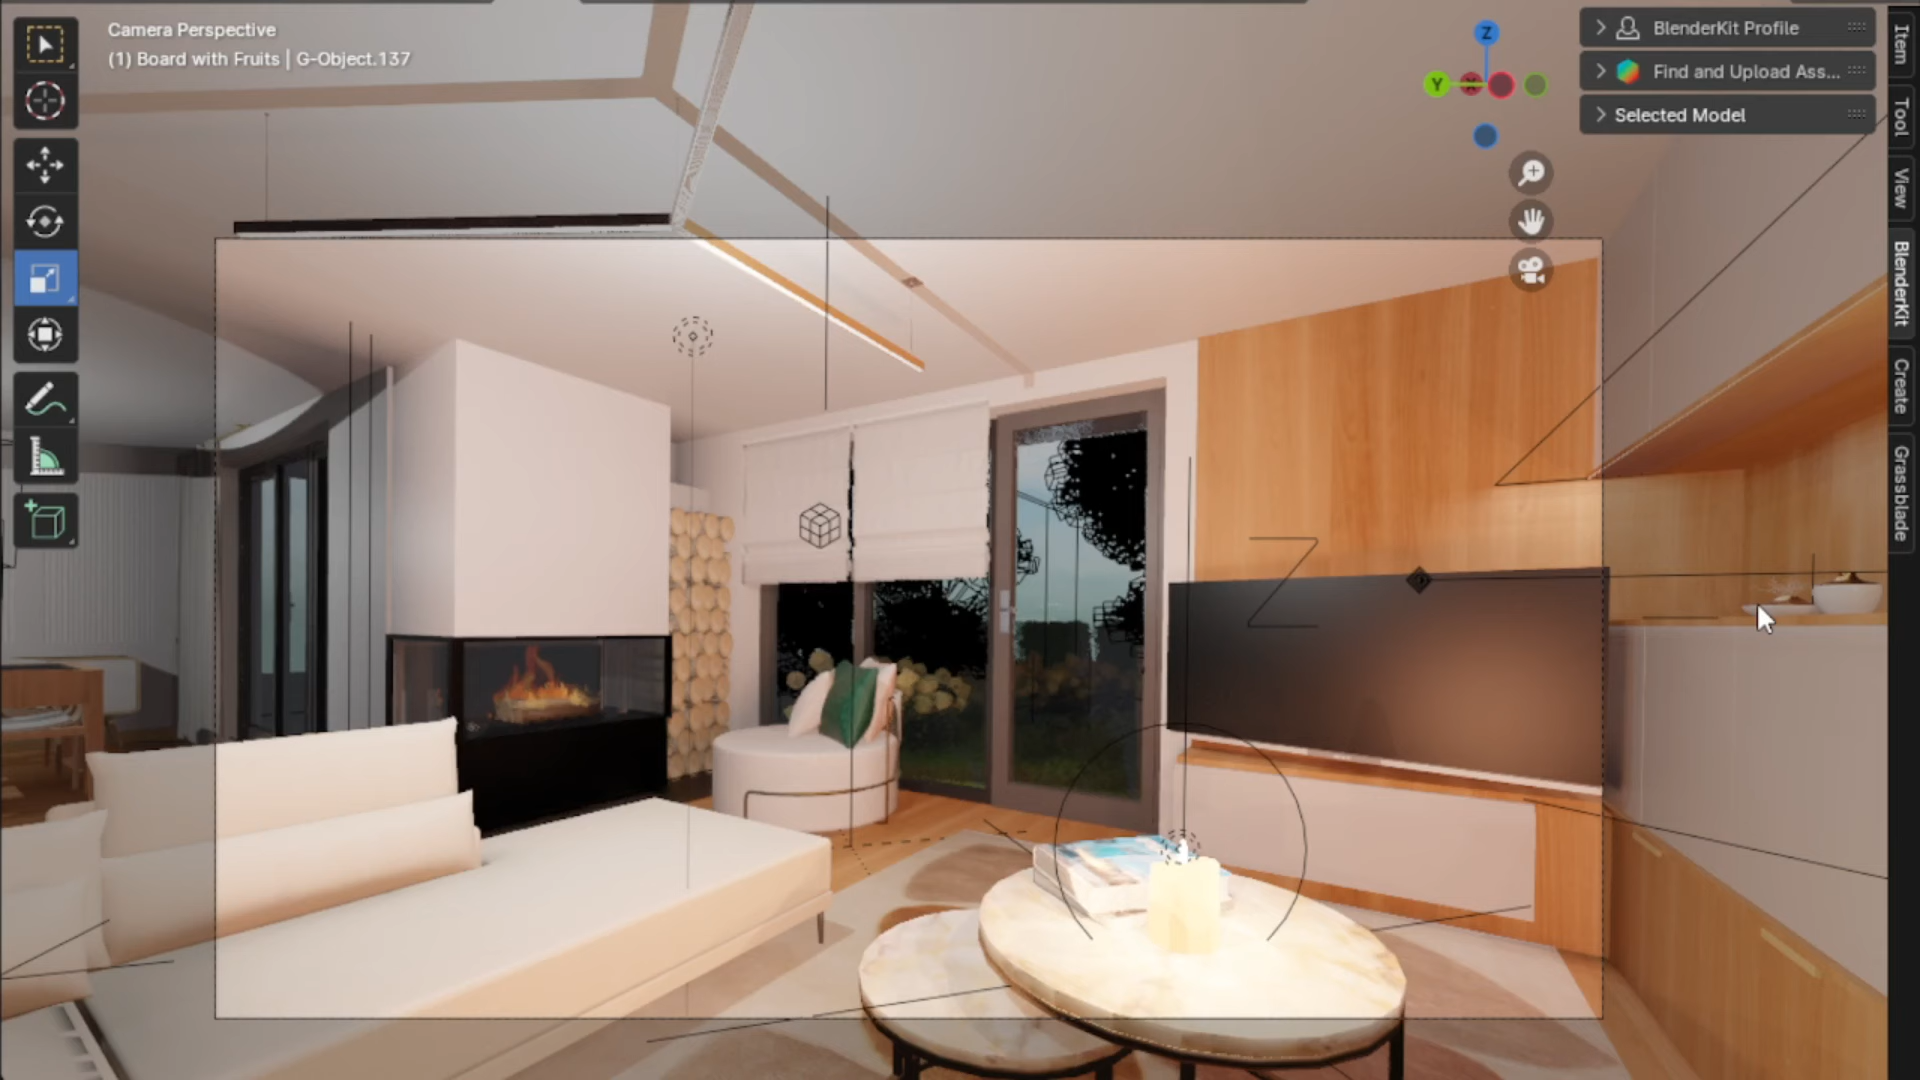 Camera Perspective
(1) Board with Fruits | G-Object.137
Z
Y
X
BlenderKit Profile
Find and Upload Ass...
Selected Model
Item
Tool
View
BlenderKit
Create
Grassblade